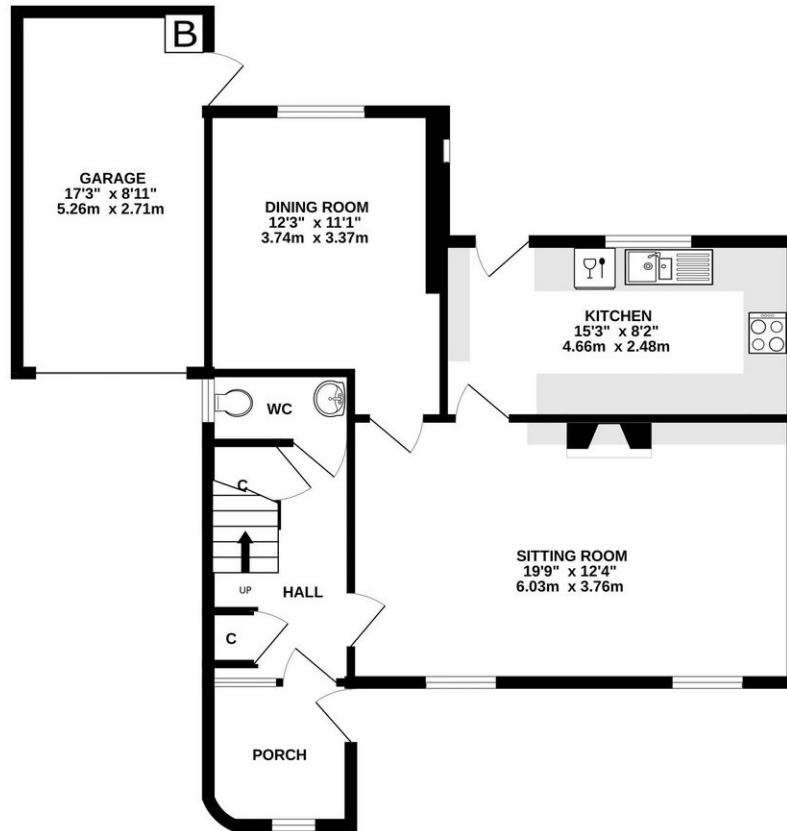 B
GARAGE
17'3" x 8'11"
5.26m x 2.71m
DINING ROOM
12'3" x 11'1"
3.74m x 3.37m
KITCHEN
15'3" x 8'2"
4.66m x 2.48m
WC
C
SITTING ROOM
19'9" x 12'4"
6.03m x 3.76m
UP
HALL
C
PORCH